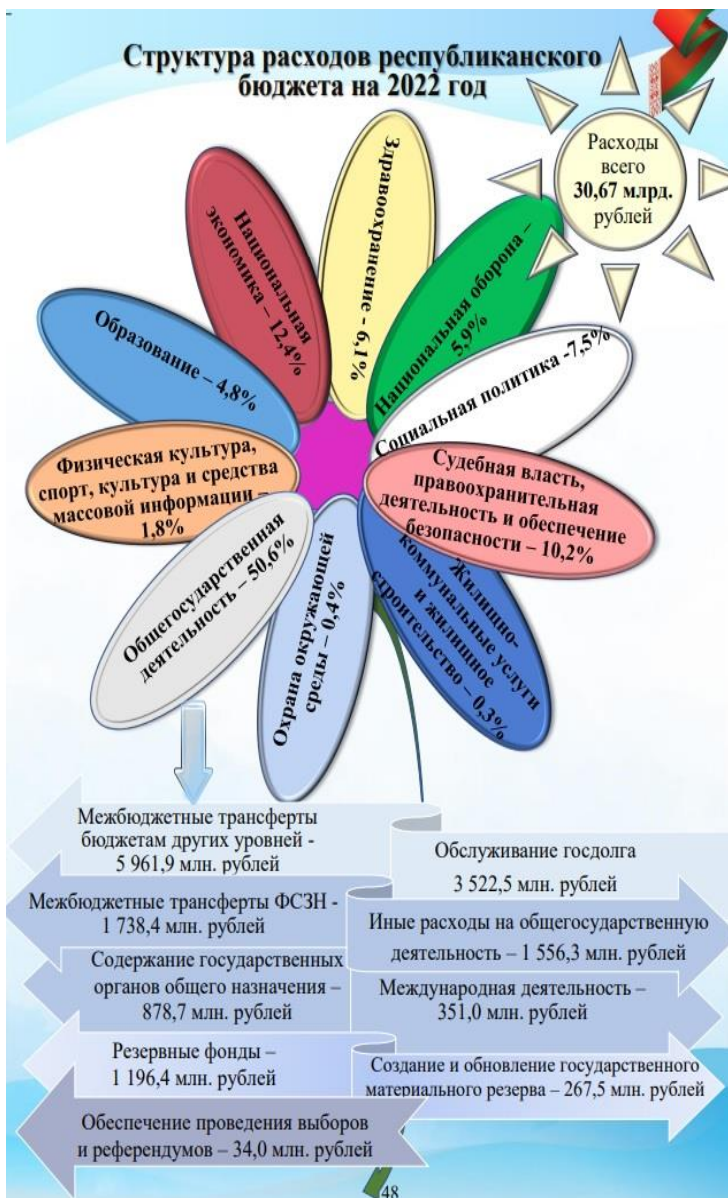 Структура расходов республиканского
бюджета на 2022 год
Расходы
всего
30,67 млрд.
рублей
Здравоохранение - 6,1%
Национальная
экономика – 12,4%
Национальная оборона –
5,9%
Образование – 4,8%
Социальная политика -7,5%
Физическая культура,
спорт, культура и средства
массовой информации –
1,8%
Судебная власть,
правоохранительная
деятельность и обеспечение
безопасности – 10,2%
Общегосударственная
деятельность – 50,6%
Охрана окружающей
среды – 0,4%
Жилищно-
коммунальные услуги
и жилищное
строительство – 0,3%
Межбюджетные трансферты
бюджетам других уровней -
5 961,9 млн. рублей
Обслуживание госдолга
3 522,5 млн. рублей
Межбюджетные трансферты ФСЗН -
1 738,4 млн. рублей
Иные расходы на общегосударственную
деятельность – 1 556,3 млн. рублей
Содержание государственных
органов общего назначения –
878,7 млн. рублей
Международная деятельность –
351,0 млн. рублей
Резервные фонды –
1 196,4 млн. рублей
Создание и обновление государственного
материального резерва – 267,5 млн. рублей
Обеспечение проведения выборов
и референдумов – 34,0 млн. рублей
48